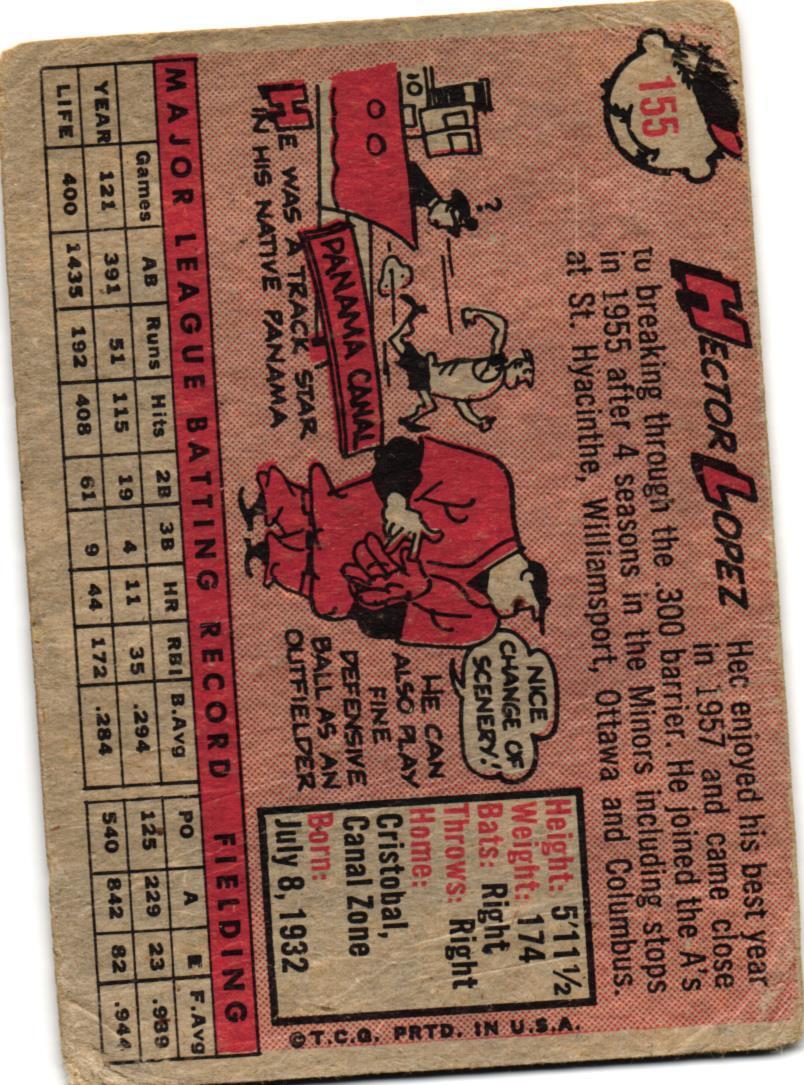 155
HECTOR LOPEZ
Hec enjoyed his best year
in 1957 and came close
to breaking through the .300 barrier. He joined the A's
in 1955 after 4 seasons in the Minors including stops
at St. Hyacinthe, Williamsport, Ottawa and Columbus.
10
?
PANAMA CANAL
HE WAS A TRACK STAR
IN HIS NATIVE PANAMA
NICE
CHANGE OF
SCENERY!
HE CAN
ALSO PLAY
FINE
DEFENSIVE
BALL AS AN
OUTFIELDER
Height: 5'11½
Weight: 174
Bats: Right
Throws: Right
Home:
Cristobal,
Canal Zone
Born:
July 8, 1932
©T.C.G. PRTD. IN U.S.A.
MAJOR LEAGUE BATTING RECORD FIELDING
Games AB Runs Hits 2B 3B HR RBI B.Avg PO A E F.Avg
YEAR 121 391 51 115 19 4 11 35 .294 125 229 23 .939
LIFE 400 1435 192 408 61 9 44 172 .284 540 842 82 .944